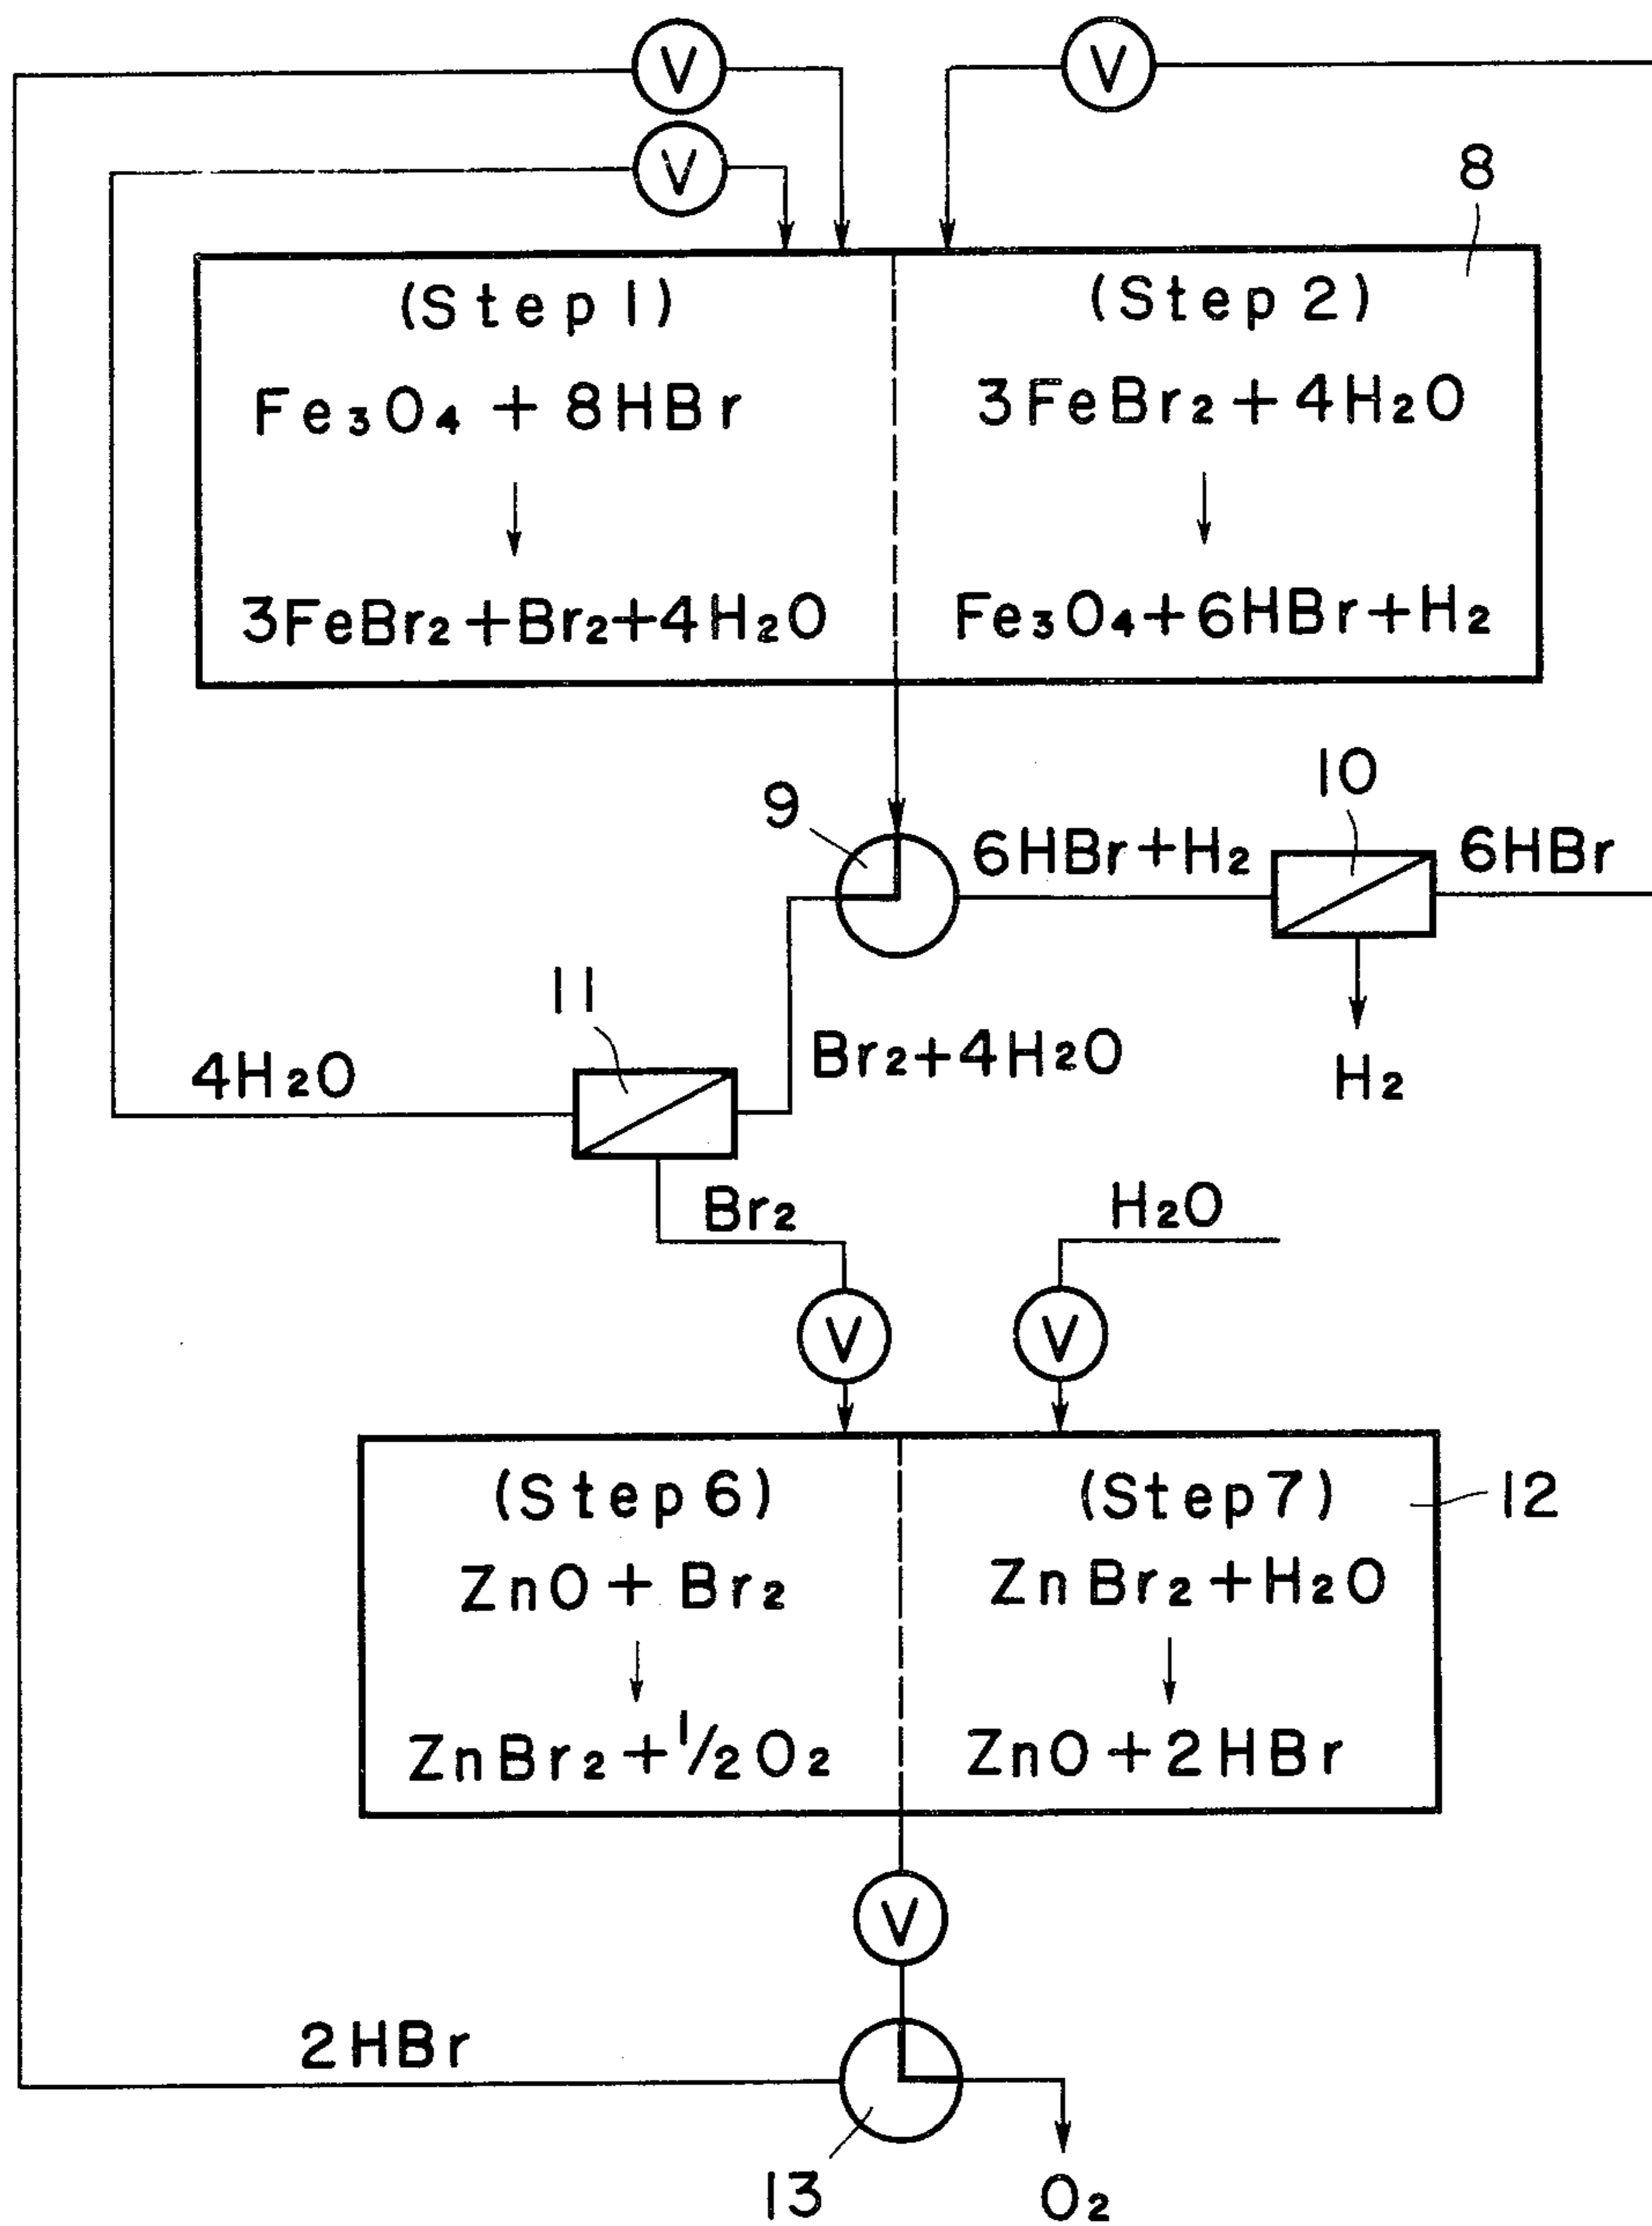 V
V
V
8
(Step 1)
(Step 2)
Fe₃O₄ + 8HBr
3FeBr₂ + 4H₂O
3FeBr₂+Br₂+4H₂O
Fe₃O₄+6HBr+H₂
9
10
6HBr+H₂
6HBr
11
Br₂+4H₂O
H₂
4H₂O
Br₂
H₂O
V
V
(Step 6)
(Step 7)
12
ZnO + Br₂
ZnBr₂+H₂O
ZnBr₂+1/2O₂
ZnO+2HBr
V
2HBr
13
O₂